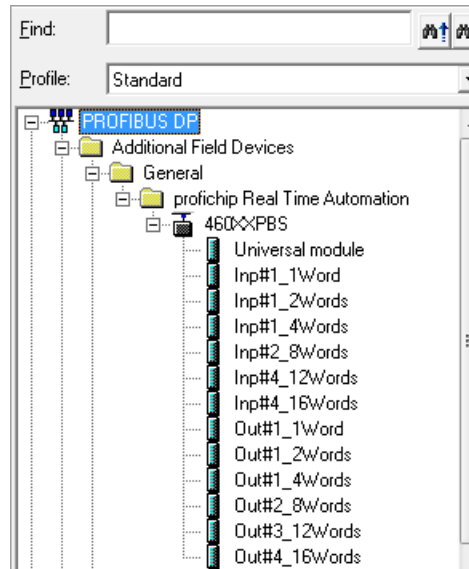 Find:
Profile: Standard
PROFIBUS DP
Additional Field Devices
General
profichip Real Time Automation
460XXPBS
Universal module
Inp#1_1Word
Inp#1_2Words
Inp#1_4Words
Inp#2_8Words
Inp#4_12Words
Inp#4_16Words
Out#1_1Word
Out#1_2Words
Out#1_4Words
Out#2_8Words
Out#3_12Words
Out#4_16Words